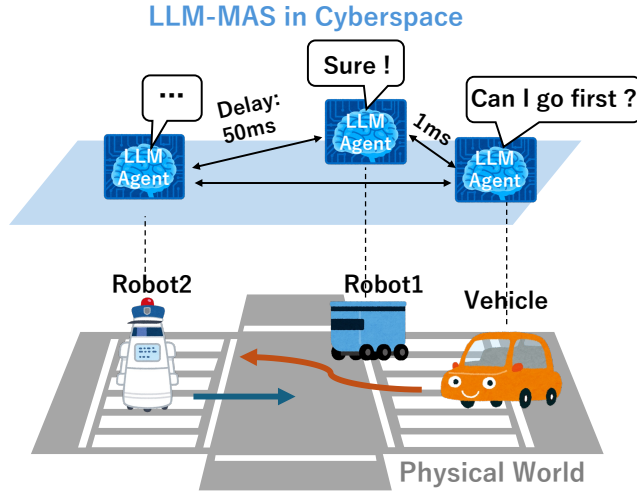 LLM-MAS in Cyberspace
Sure !
...
Can I go first ?
Delay:
50ms
1ms
LLM
Agent
LLM
Agent
LLM
Agent
Robot2
Robot1
Vehicle
Physical World